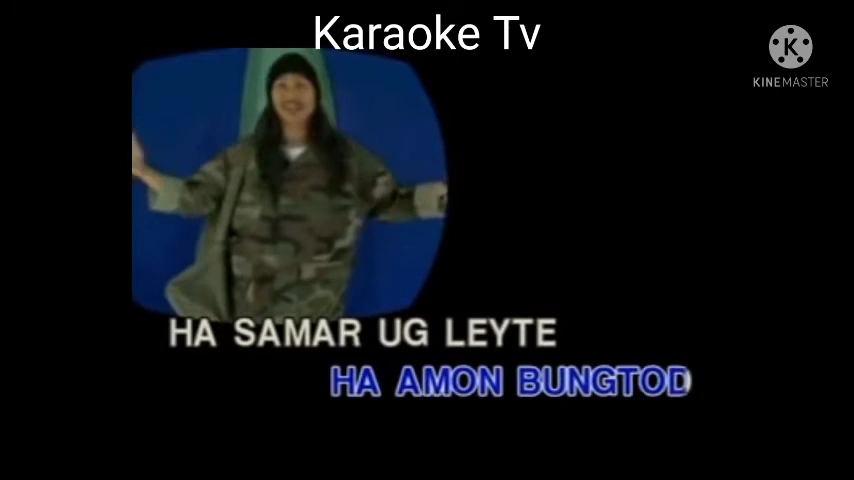 Karaoke Tv
K
KINEMASTER
HA SAMAR UG LEYTE
HA AMON BUNGTOD